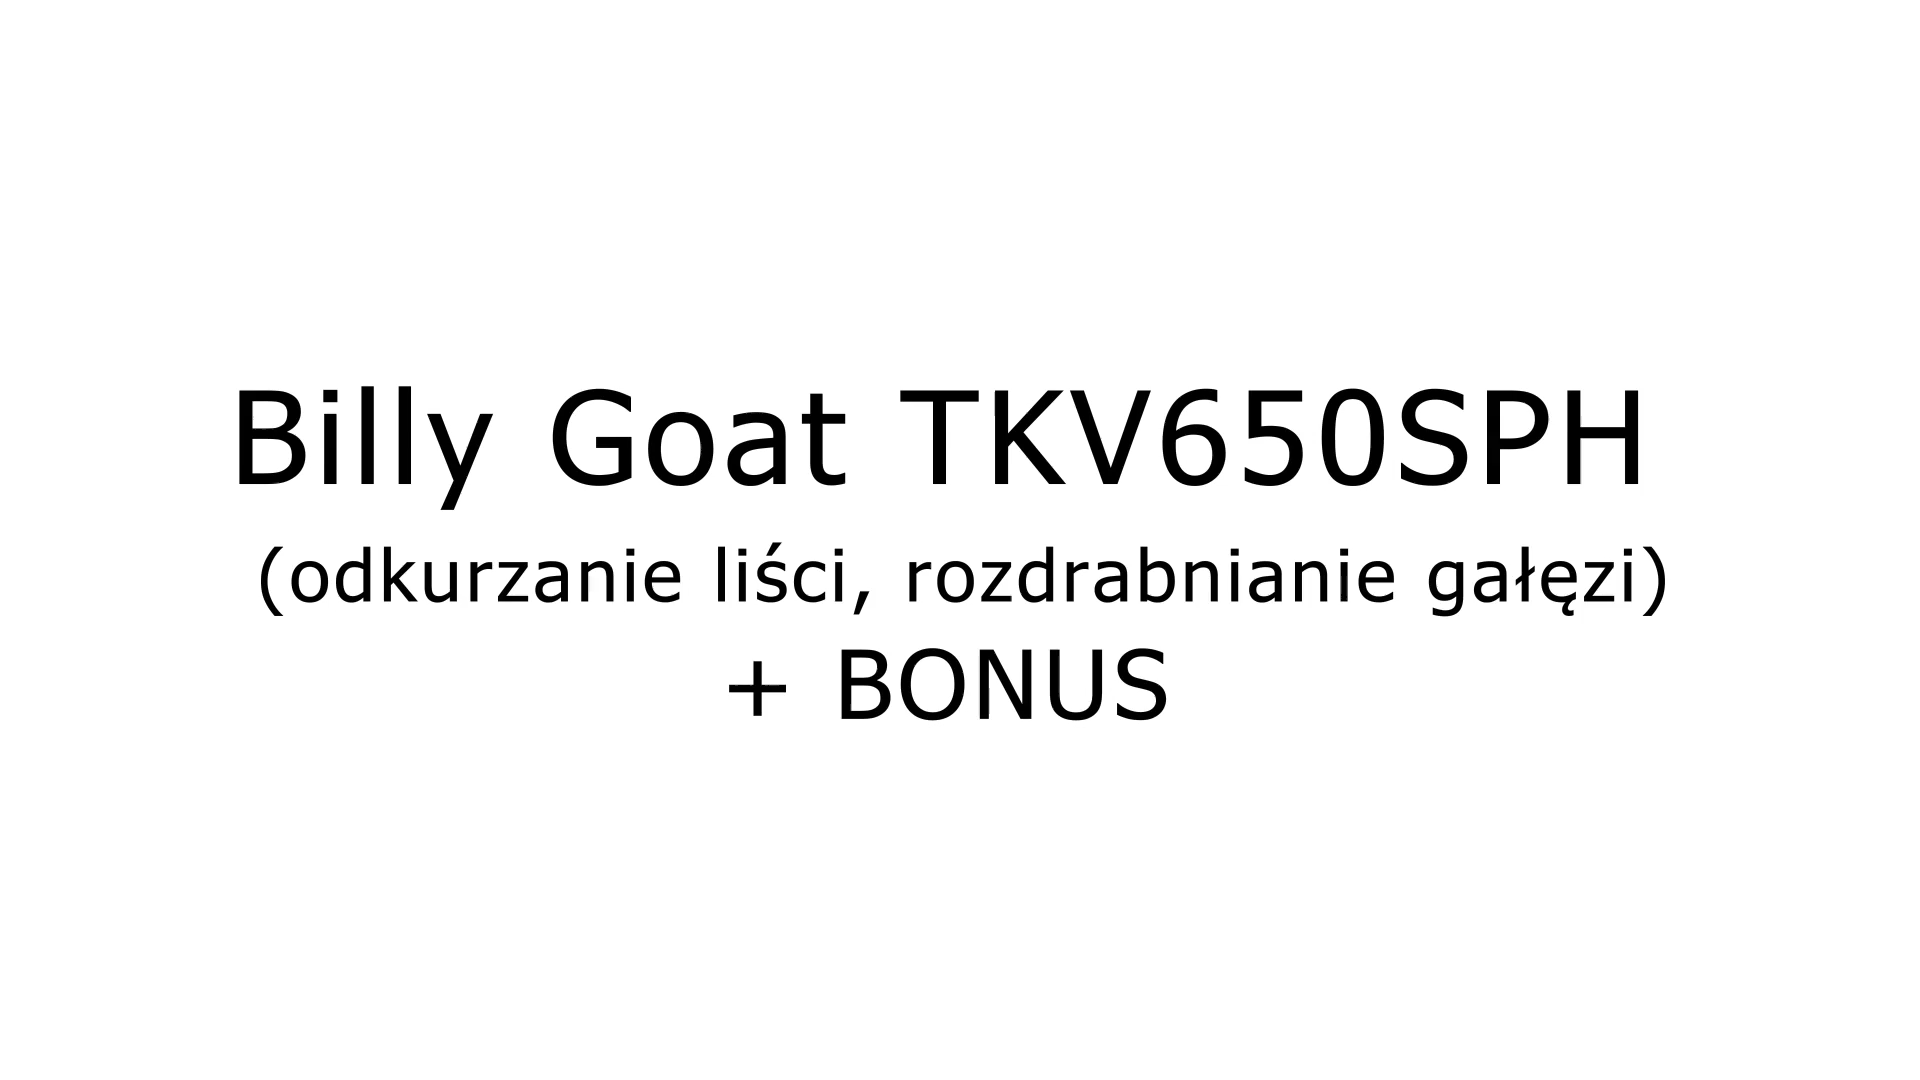 Billy Goat TKV650SPH
(odkurzanie liści, rozdrabnianie gałęzi)
+ BONUS